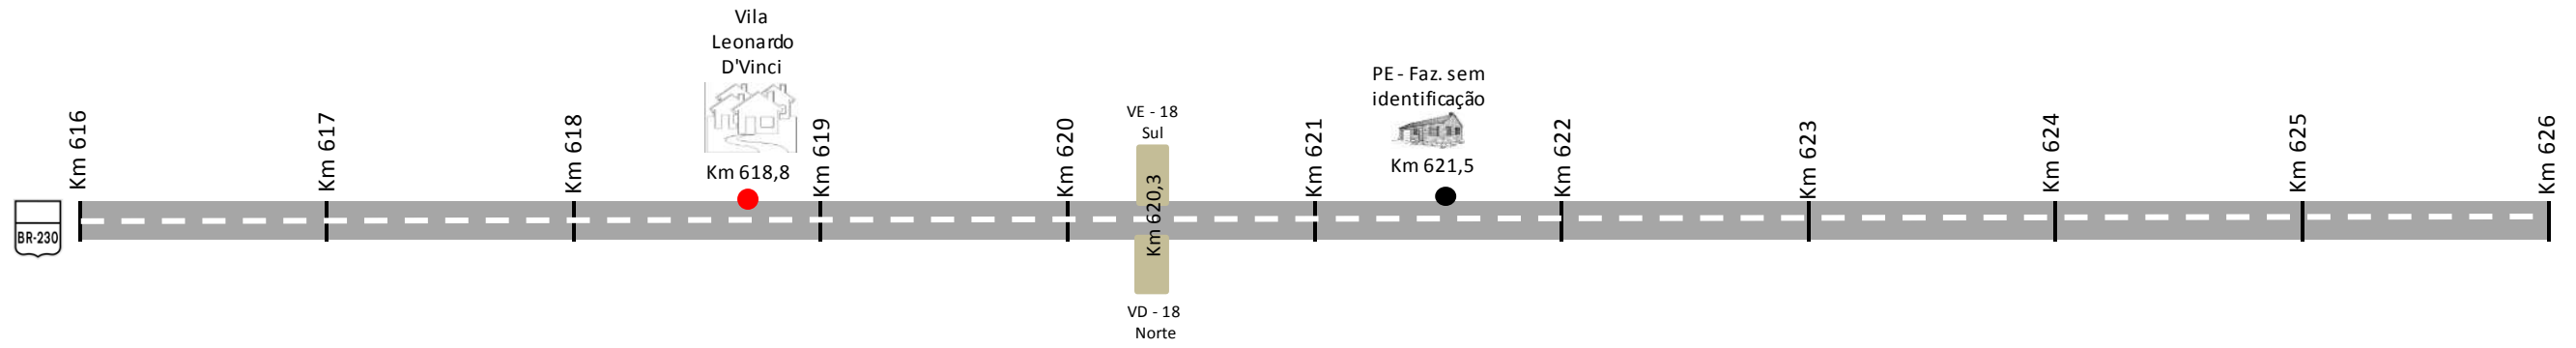 Vila
Leonardo
D'Vinci
Km 618,8
PE - Faz. sem
identificação
Km 621,5
VE - 18
Sul
Km 616
Km 617
Km 618
Km 619
Km 620
Km 620,3
Km 621
Km 622
Km 623
Km 624
Km 625
Km 626
BR-230
VD - 18
Norte